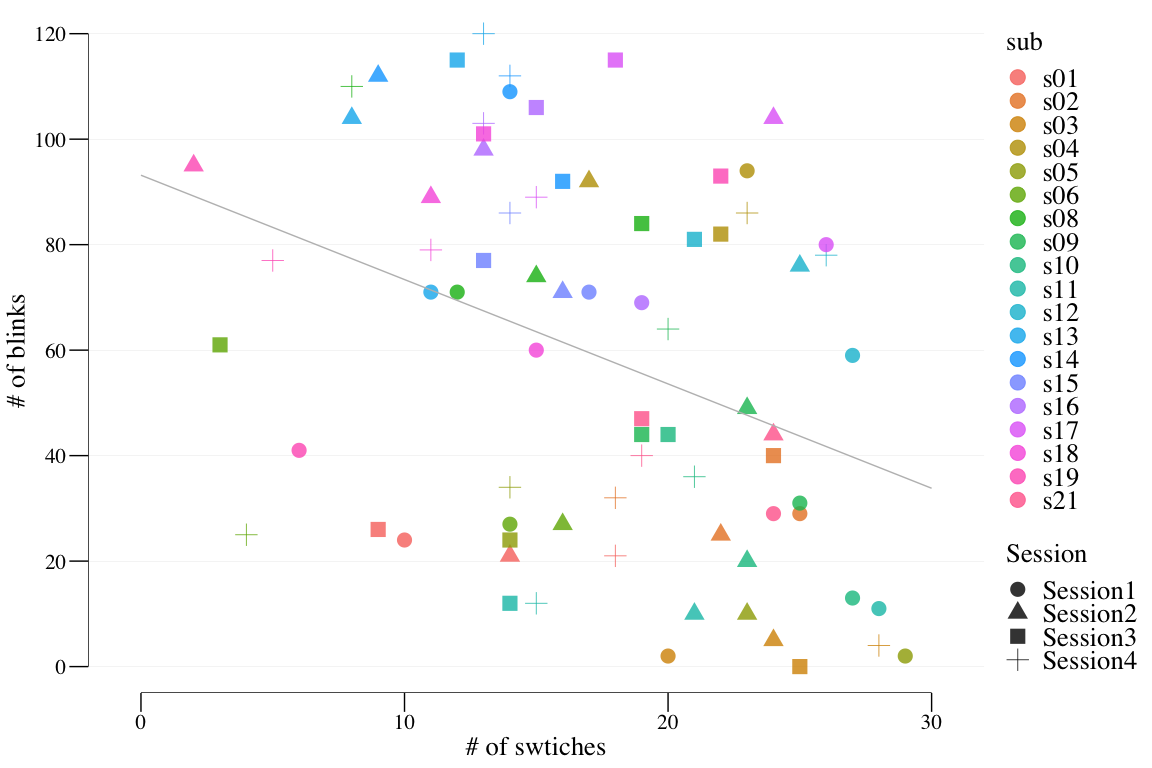 120
100
80
60
40
20
0
# of blinks
0 10 20 30
# of swtiches
sub
s01
s02
s03
s04
s05
s06
s08
s09
s10
s11
s12
s13
s14
s15
s16
s17
s18
s19
s21
Session
Session1
Session2
Session3
Session4